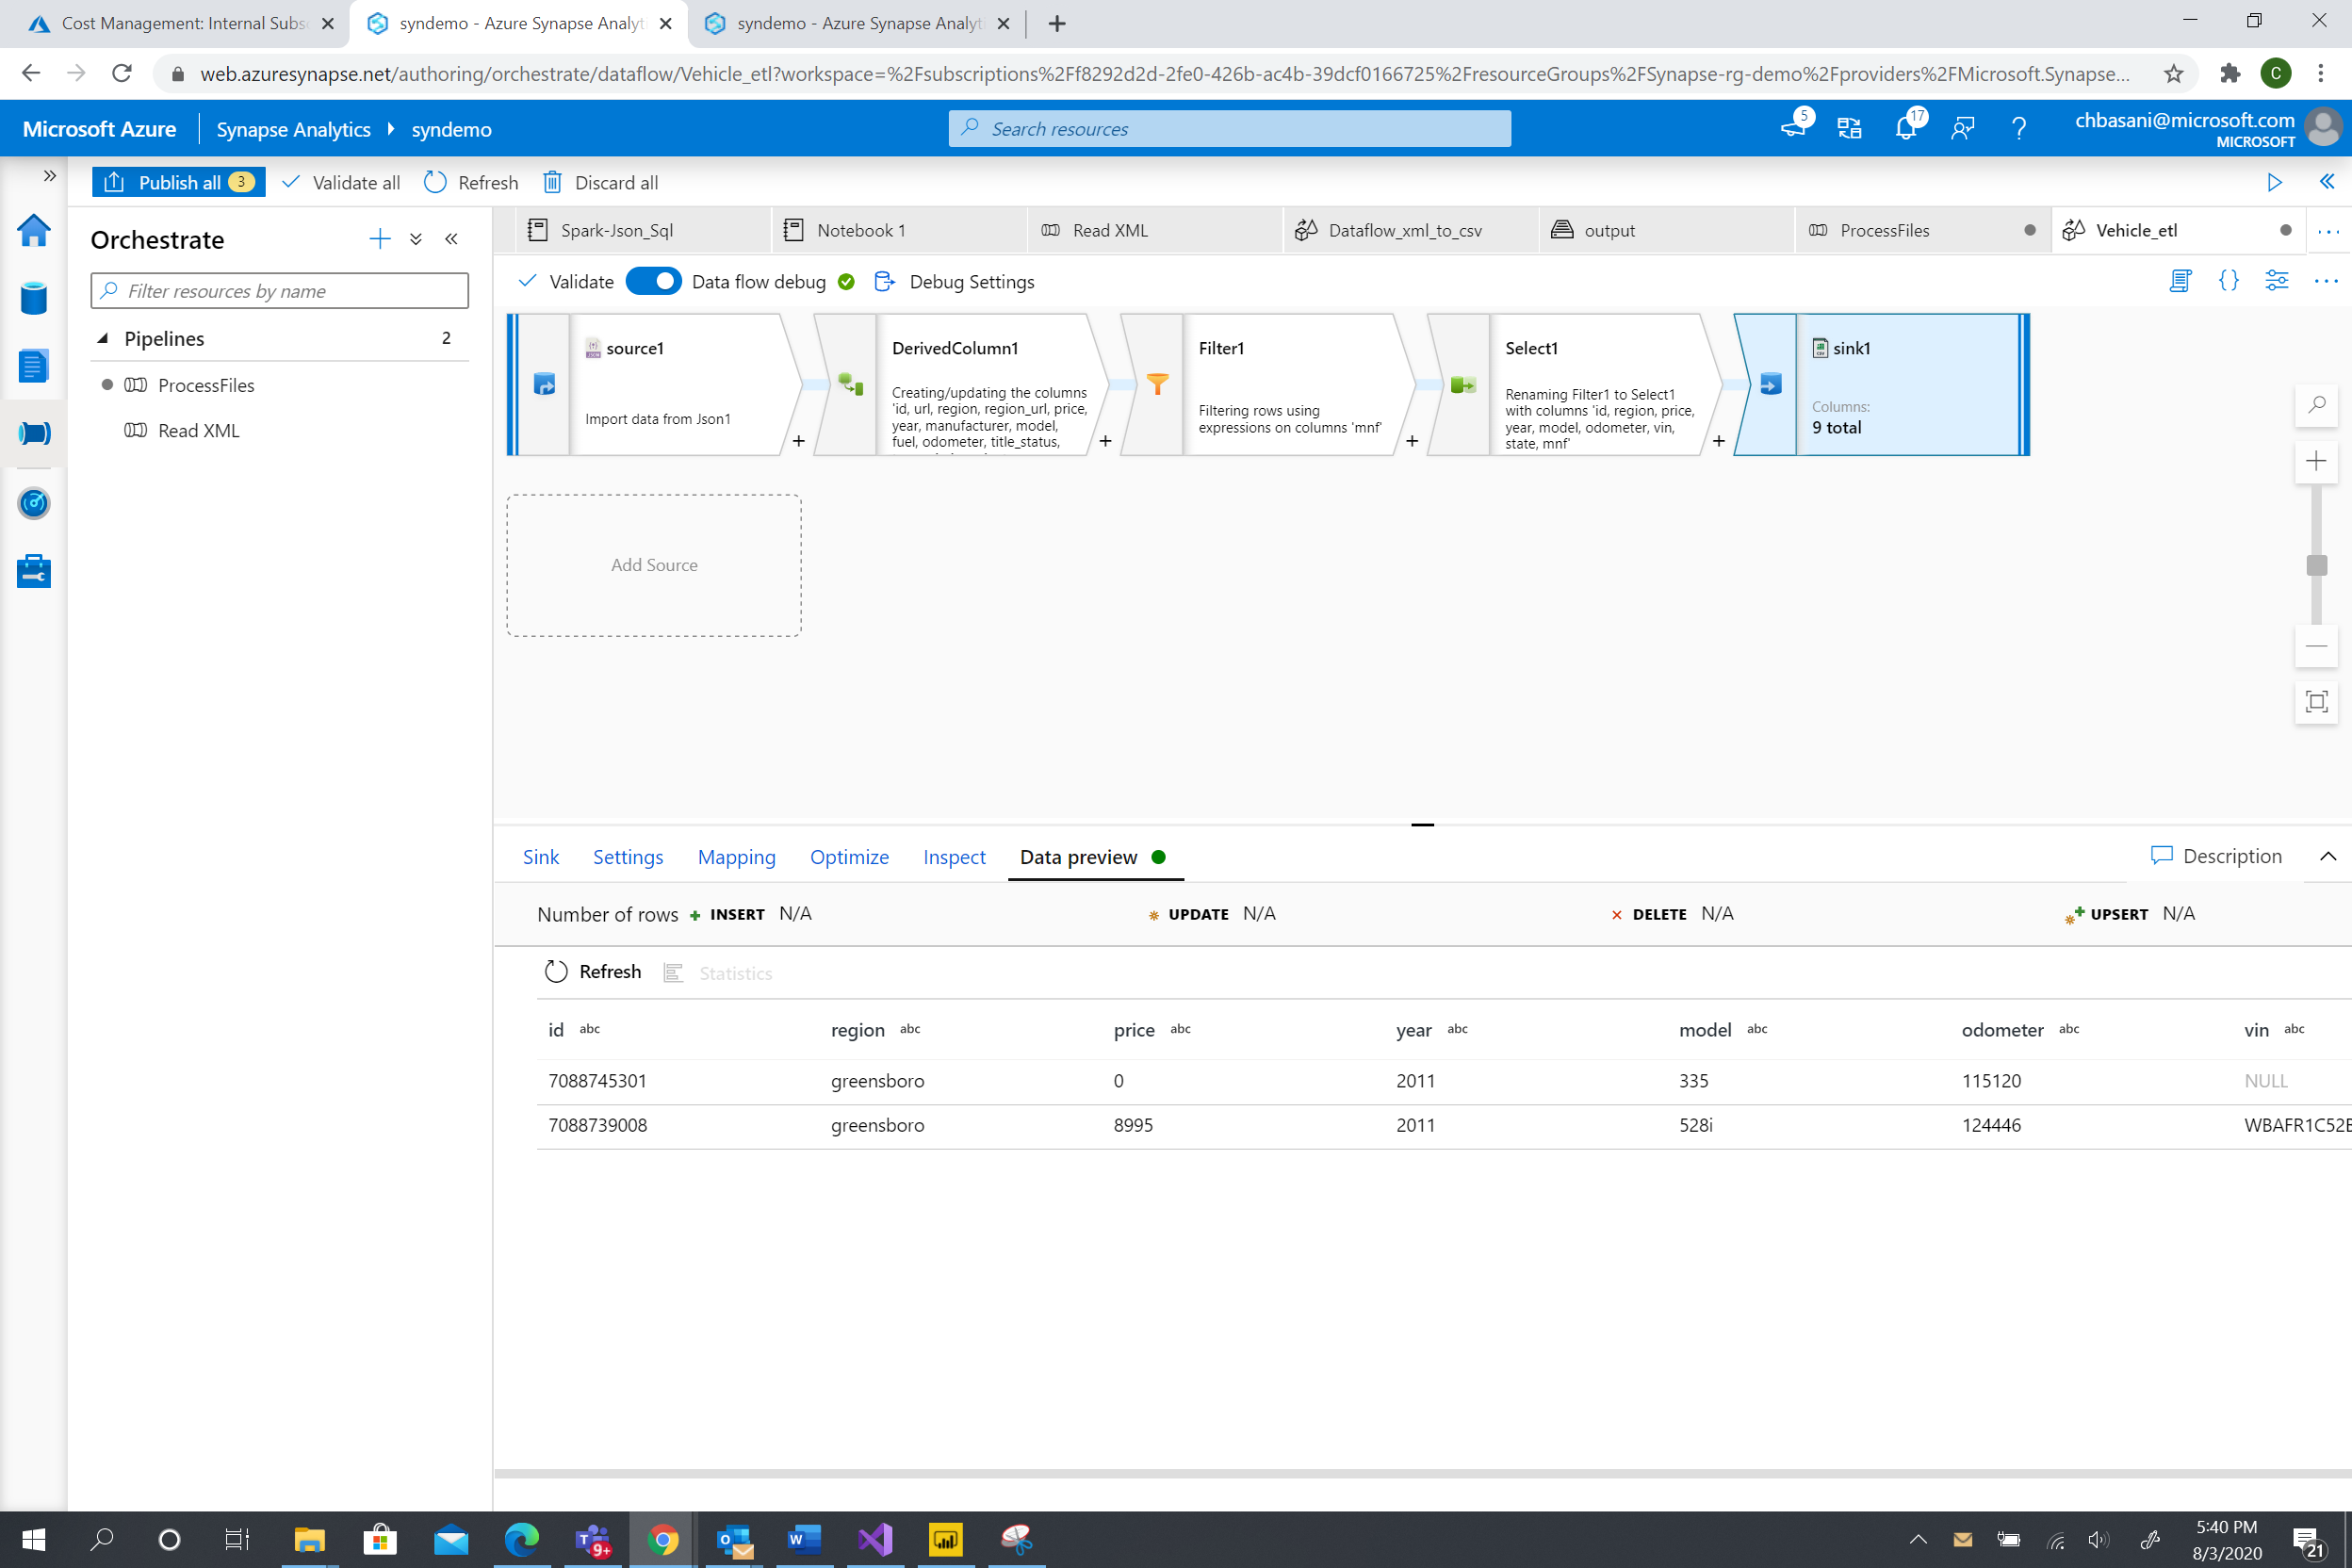 Cost Management: Internal Subs
syndemo - Azure Synapse Analyt
syndemo - Azure Synapse Analyt
web.azuresynapse.net/authoring/orchestrate/dataflow/Vehicle_etl?workspace=%2Fsubscriptions%2Ff8292d2d-2fe0-426b-ac4b-39dcf0166725%2FresourceGroups%2FSynapse-rg-demo%2Fproviders%2FMicrosoft.Synapse...
C
Microsoft Azure
Synapse Analytics
syndemo
Search resources
5
17
chbasani@microsoft.com
MICROSOFT
Publish all 3
Validate all
Refresh
Discard all
Orchestrate
Filter resources by name
Pipelines 2
ProcessFiles
Read XML
Spark-Json_Sql
Notebook 1
Read XML
Dataflow_xml_to_csv
output
ProcessFiles
Vehicle_etl
Validate
Data flow debug
Debug Settings
source1
Import data from Json1
DerivedColumn1
Creating/updating the columns
'id, url, region, region_url, price,
year, manufacturer, model,
fuel, odometer, title_status,
Filter1
Filtering rows using
expressions on columns 'mnf'
Select1
Renaming Filter1 to Select1
with columns 'id, region, price,
year, model, odometer, vin,
state, mnf'
sink1
Columns:
9 total
Add Source
Sink
Settings
Mapping
Optimize
Inspect
Data preview
Description
Number of rows INSERT N/A UPDATE N/A DELETE N/A UPSERT N/A
Refresh
Statistics
id abc region abc price abc year abc model abc odometer abc vin abc
7088745301 greensboro 0 2011 335 115120 NULL
7088739008 greensboro 8995 2011 528i 124446 WBAFR1C52B
9+
5:40 PM
8/3/2020
21